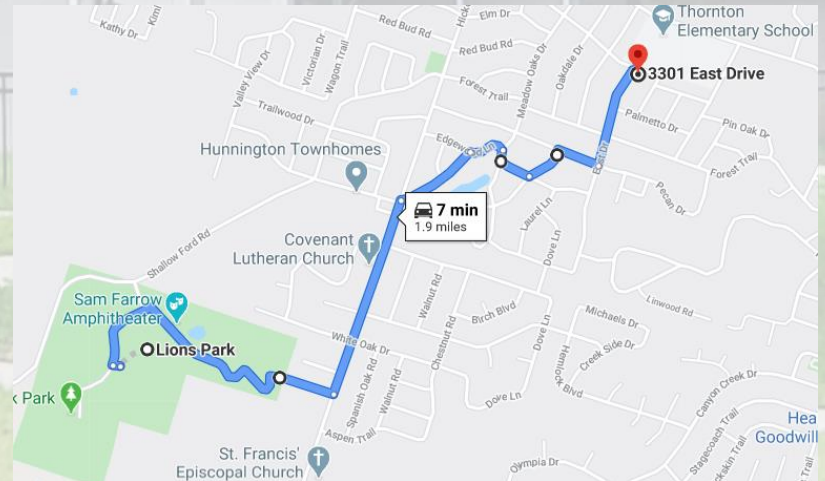 Thornton
Elementary School
Kathy Dr
Kimi
Valley View Dr
Victorian Dr
Wagon Trail
Red Bud Rd
Elm Dr
Red Bud Rd
Meadow Oaks Dr
Oakdale Dr
3301 East Drive
Forest Trail
Trailwood Dr
Palmetto Dr
Pin Oak Dr
Hunnington Townhomes
Forest Trail
Pecan Dr
7 min
1.9 miles
Laurel Ln
Dove Ln
Covenant
Lutheran Church
Shallow Ford Rd
Walnut Rd
Birch Blvd
Linwood Rd
Sam Farrow
Amphitheater
Michaels Dr
Chestnut Rd
Dove Ln
White Oak Dr
Creek Side Dr
Lions Park
Spanish Oak Rd
Walnut Rd
Hemlock Blvd
Dove Ln
Canyon Creek Dr
k Park
Aspen Trail
Stagecoach Trail
Hea
Goodwill
St. Francis'
Episcopal Church
Olympia Dr
ckskin Trail